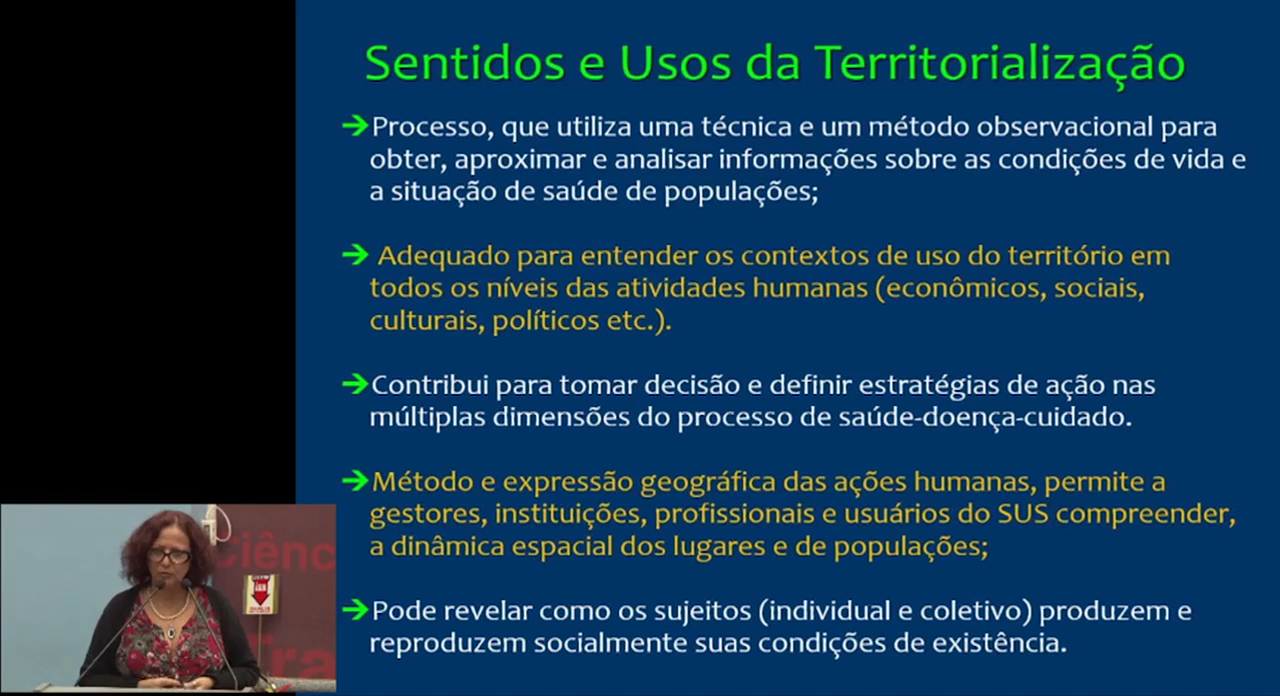 Sentidos e Usos da Territorialização
➔Processo, que utiliza uma técnica e um método observacional para
obter, aproximar e analisar informações sobre as condições de vida e
a situação de saúde de populações;
➔ Adequado para entender os contextos de uso do território em
todos os níveis das atividades humanas (econômicos, sociais,
culturais, políticos etc.).
➔Contribui para tomar decisão e definir estratégias de ação nas
múltiplas dimensões do processo de saúde-doença-cuidado.
➔Método e expressão geográfica das ações humanas, permite a
gestores, instituições, profissionais e usuários do SUS compreender,
a dinâmica espacial dos lugares e de populações;
➔Pode revelar como os sujeitos (individual e coletivo) produzem e
reproduzem socialmente suas condições de existência.
ciênc
Tra